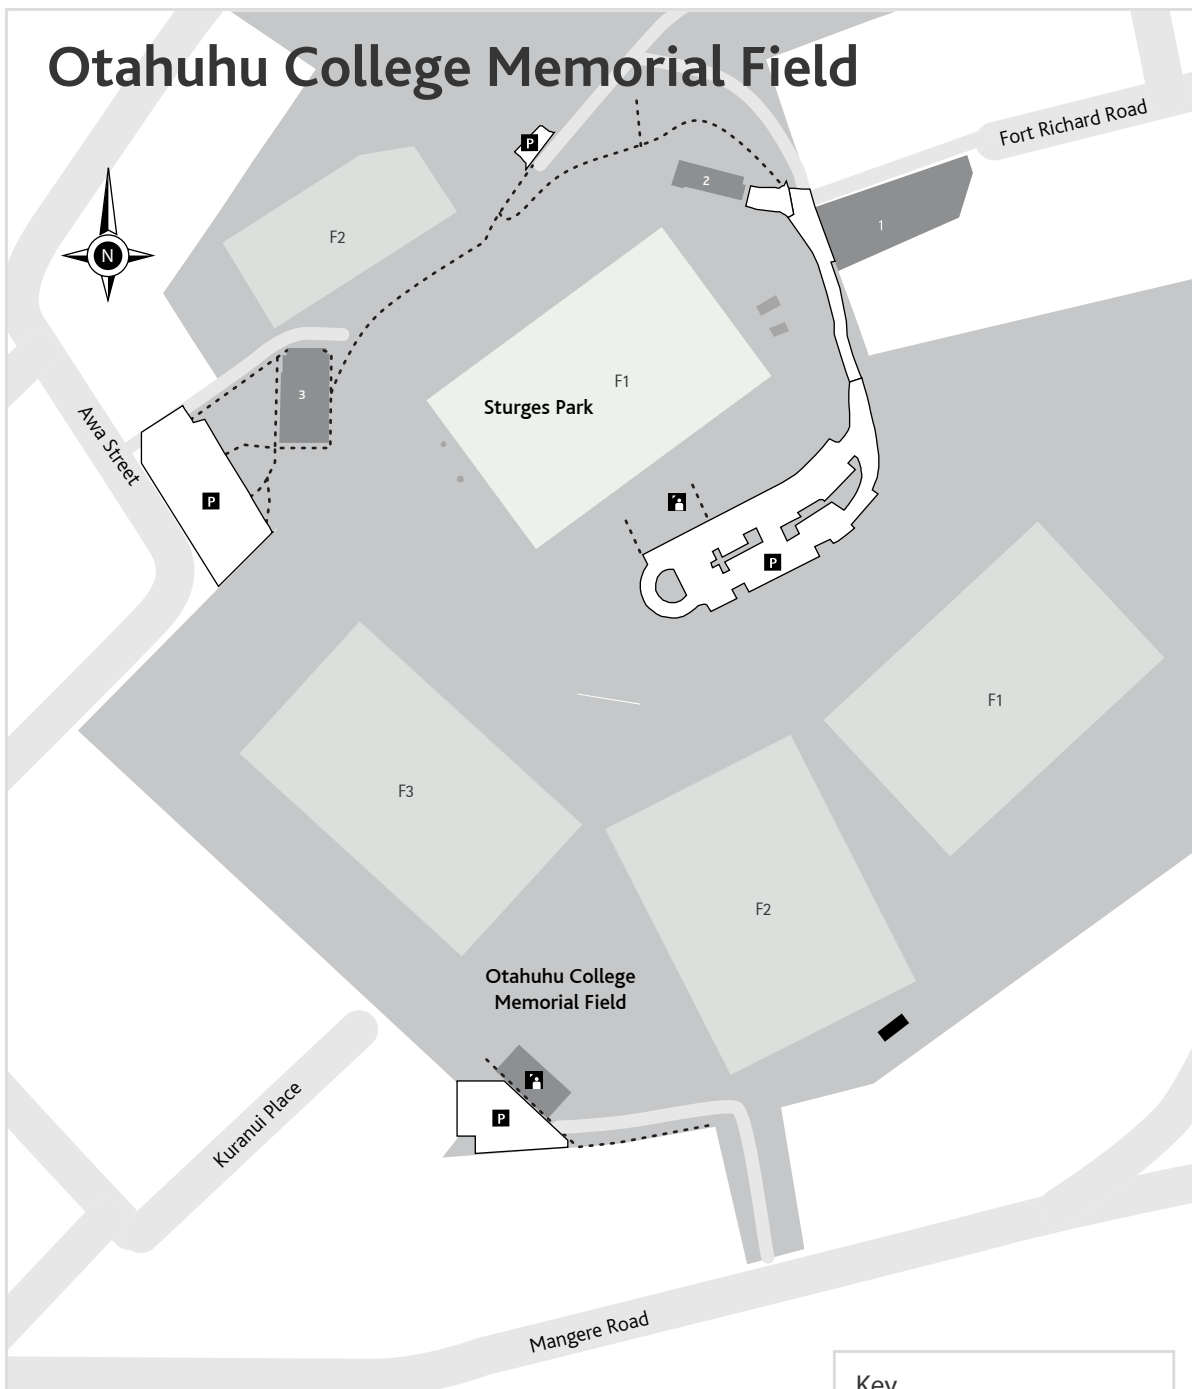 Otahuhu College Memorial Field
Fort Richard Road
P
2
1
F2
N
F1
Sturges Park
3
Awa Street
P
P
F1
F3
F2
Otahuhu College
Memorial Field
P
Kuranui Place
Mangere Road
Key